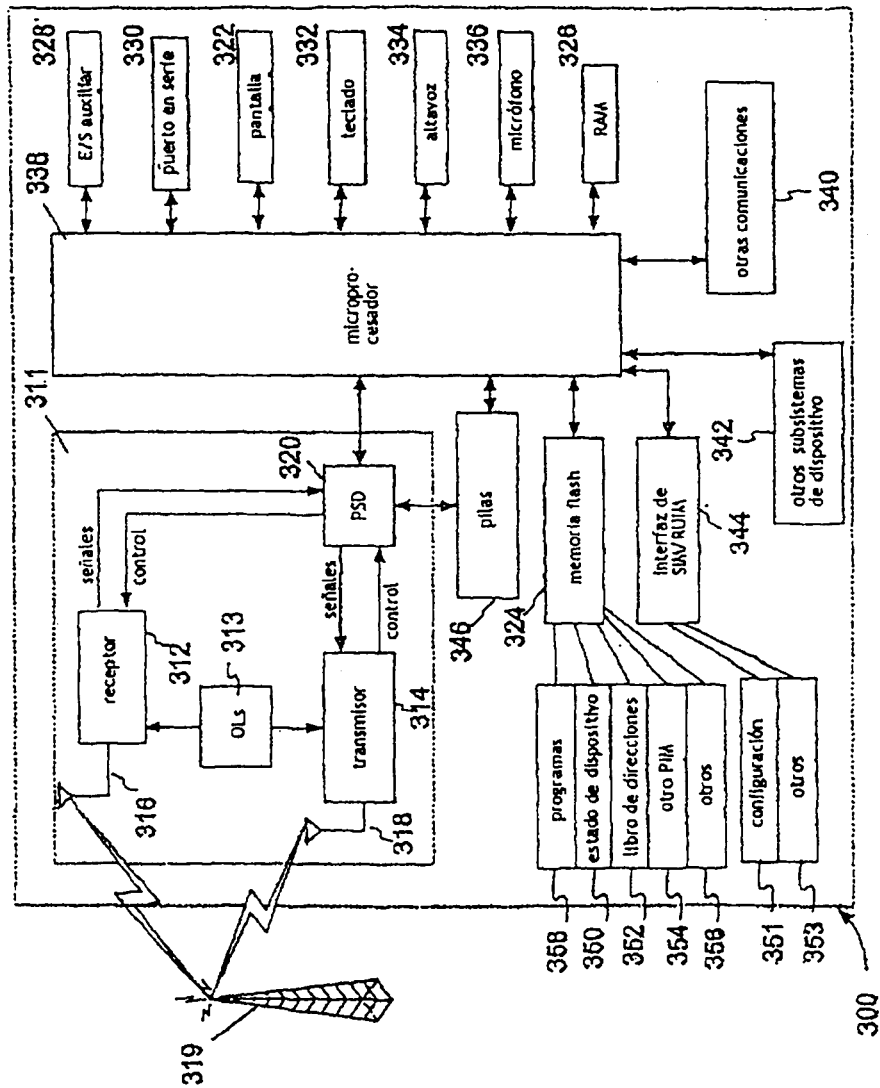 31.1
338
328
E/S auxiliar
330
puerto en serie
322
pantalla
332
teclado
334
altavoz
336
micrófono
328
RAM
micropro-
cesador
señales
control
receptor
312
316
320
PSD
OLs
313
señales
control
transmisor
314
318
319
pilas
346
memoria flash
324
Interfaz de
SIM/RUIM
344
otras comunicaciones
340
342
otros subsistemas
de dispositivo
358
programas
350
estado de dispositivo
352
libro de direcciones
354
otro PIM
356
otros
351
configuración
353
otros
300